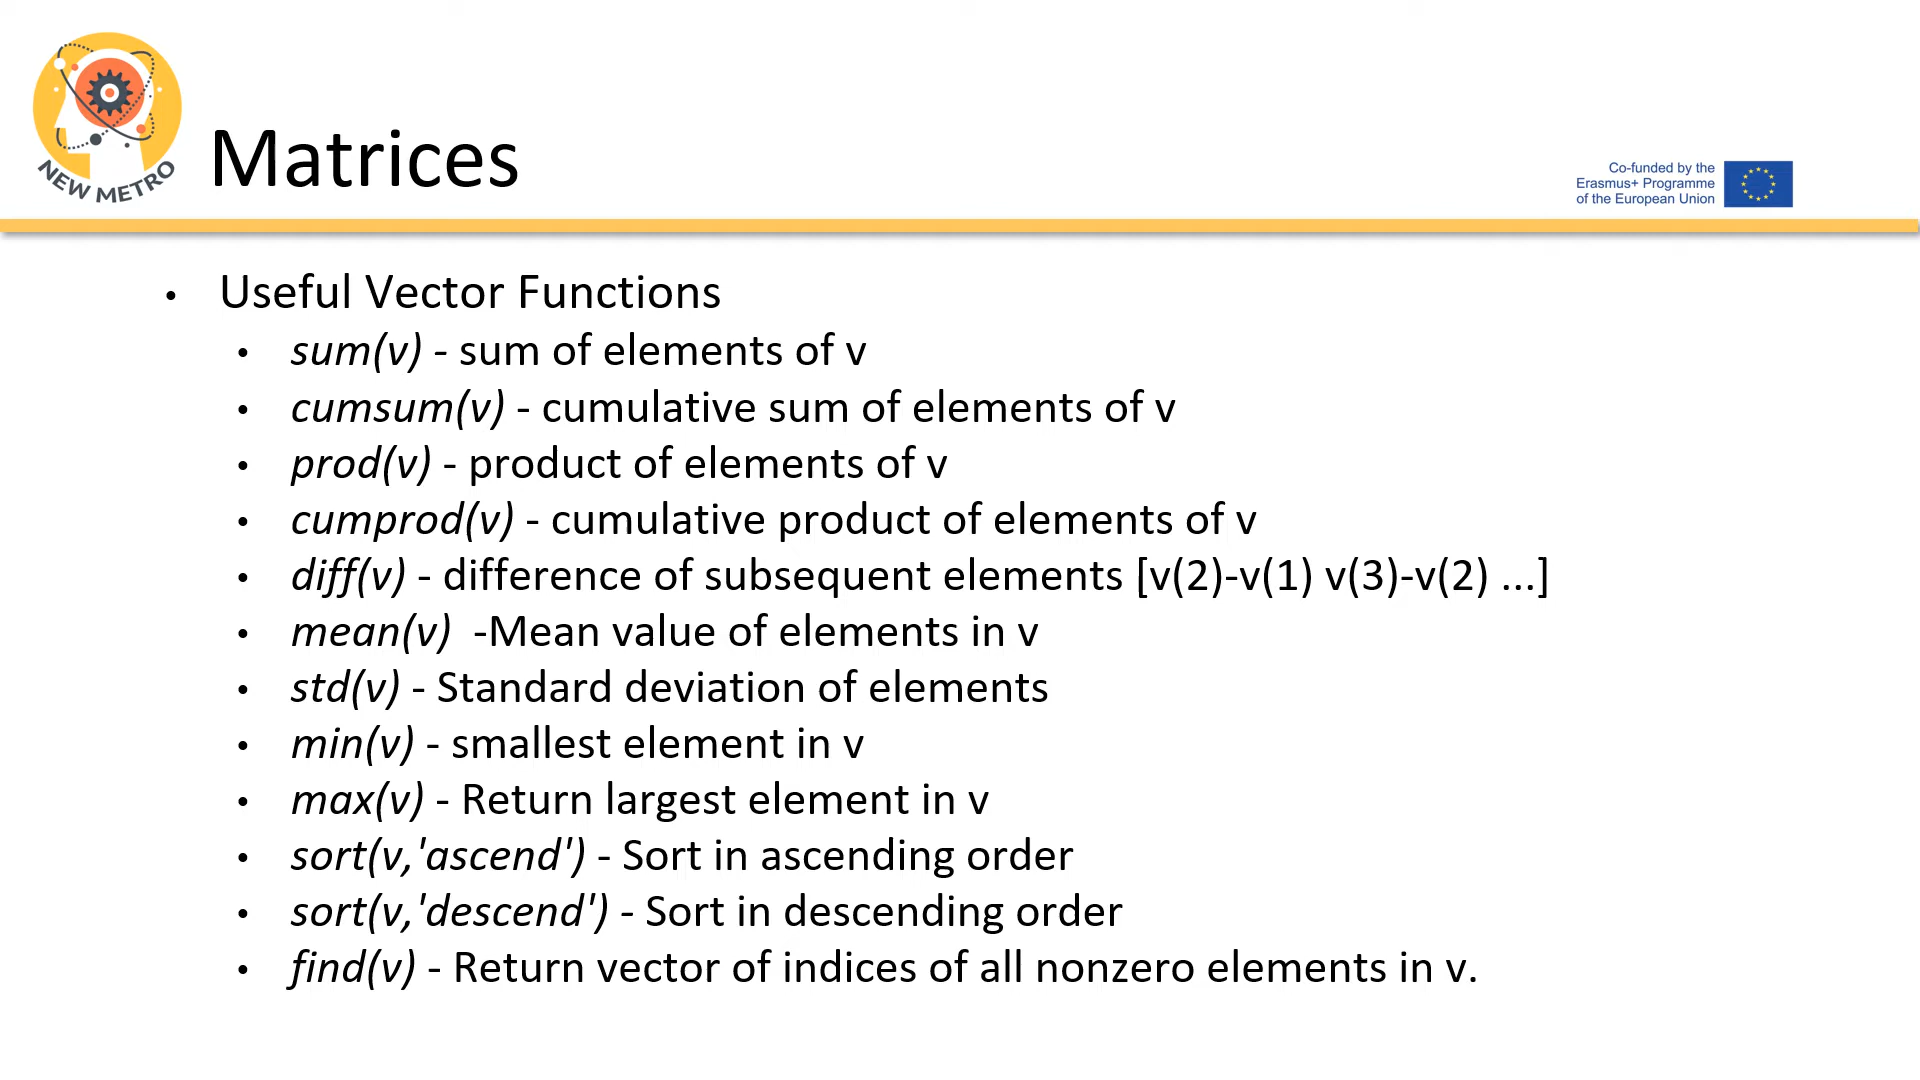 NEW METRO
Matrices
Co-funded by the
Erasmus+ Programme
of the European Union
• Useful Vector Functions
• sum(v) - sum of elements of v
• cumsum(v) - cumulative sum of elements of v
• prod(v) - product of elements of v
• cumprod(v) - cumulative product of elements of v
• diff(v) - difference of subsequent elements [v(2)-v(1) v(3)-v(2) ...]
• mean(v)  -Mean value of elements in v
• std(v) - Standard deviation of elements
• min(v) - smallest element in v
• max(v) - Return largest element in v
• sort(v,'ascend') - Sort in ascending order
• sort(v,'descend') - Sort in descending order
• find(v) - Return vector of indices of all nonzero elements in v.